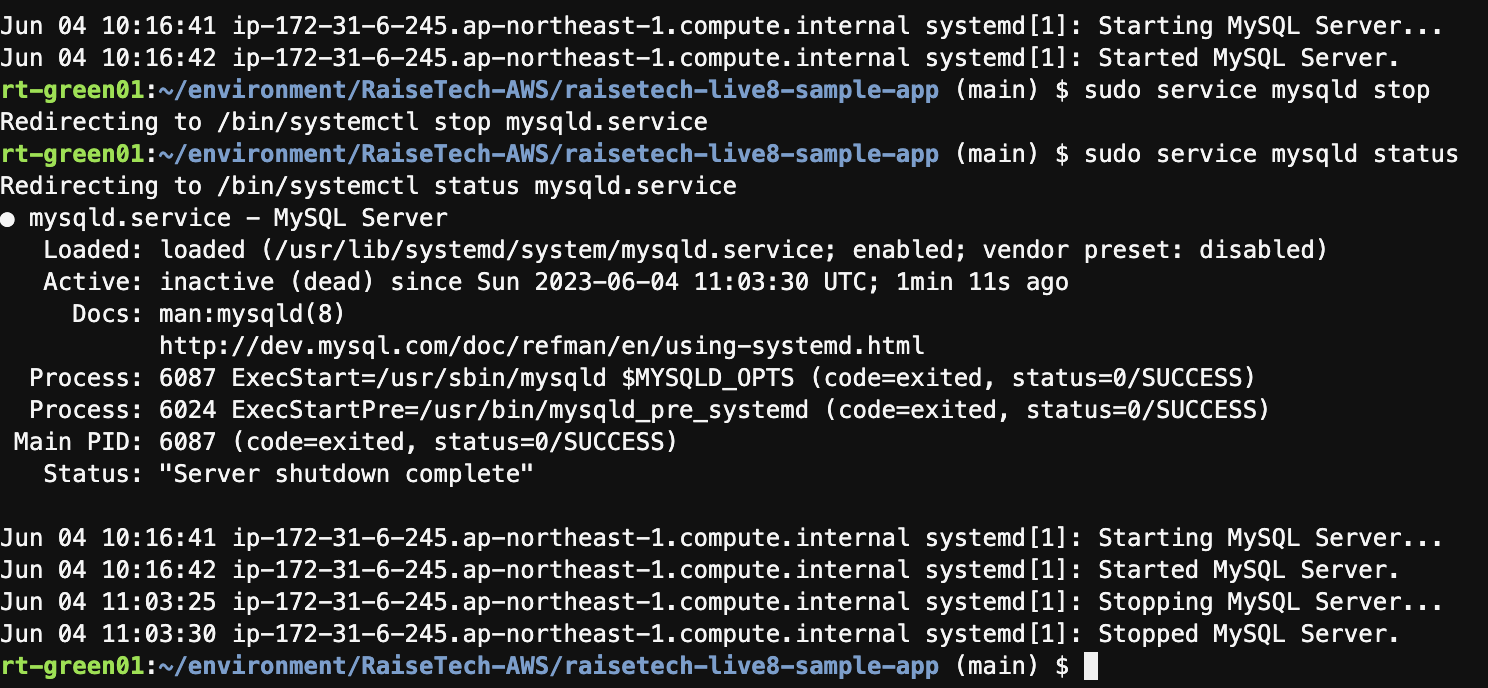 Jun 04 10:16:41 ip-172-31-6-245.ap-northeast-1.compute.internal systemd[1]: Starting MySQL Server...
Jun 04 10:16:42 ip-172-31-6-245.ap-northeast-1.compute.internal systemd[1]: Started MySQL Server.
rt-green01:~/environment/RaiseTech-AWS/raisetech-live8-sample-app (main) $ sudo service mysqld stop
Redirecting to /bin/systemctl stop mysqld.service
rt-green01:~/environment/RaiseTech-AWS/raisetech-live8-sample-app (main) $ sudo service mysqld status
Redirecting to /bin/systemctl status mysqld.service
● mysqld.service - MySQL Server
   Loaded: loaded (/usr/lib/systemd/system/mysqld.service; enabled; vendor preset: disabled)
   Active: inactive (dead) since Sun 2023-06-04 11:03:30 UTC; 1min 11s ago
     Docs: man:mysqld(8)
           http://dev.mysql.com/doc/refman/en/using-systemd.html
  Process: 6087 ExecStart=/usr/sbin/mysqld $MYSQLD_OPTS (code=exited, status=0/SUCCESS)
  Process: 6024 ExecStartPre=/usr/bin/mysqld_pre_systemd (code=exited, status=0/SUCCESS)
 Main PID: 6087 (code=exited, status=0/SUCCESS)
   Status: "Server shutdown complete"

Jun 04 10:16:41 ip-172-31-6-245.ap-northeast-1.compute.internal systemd[1]: Starting MySQL Server...
Jun 04 10:16:42 ip-172-31-6-245.ap-northeast-1.compute.internal systemd[1]: Started MySQL Server.
Jun 04 11:03:25 ip-172-31-6-245.ap-northeast-1.compute.internal systemd[1]: Stopping MySQL Server...
Jun 04 11:03:30 ip-172-31-6-245.ap-northeast-1.compute.internal systemd[1]: Stopped MySQL Server.
rt-green01:~/environment/RaiseTech-AWS/raisetech-live8-sample-app (main) $